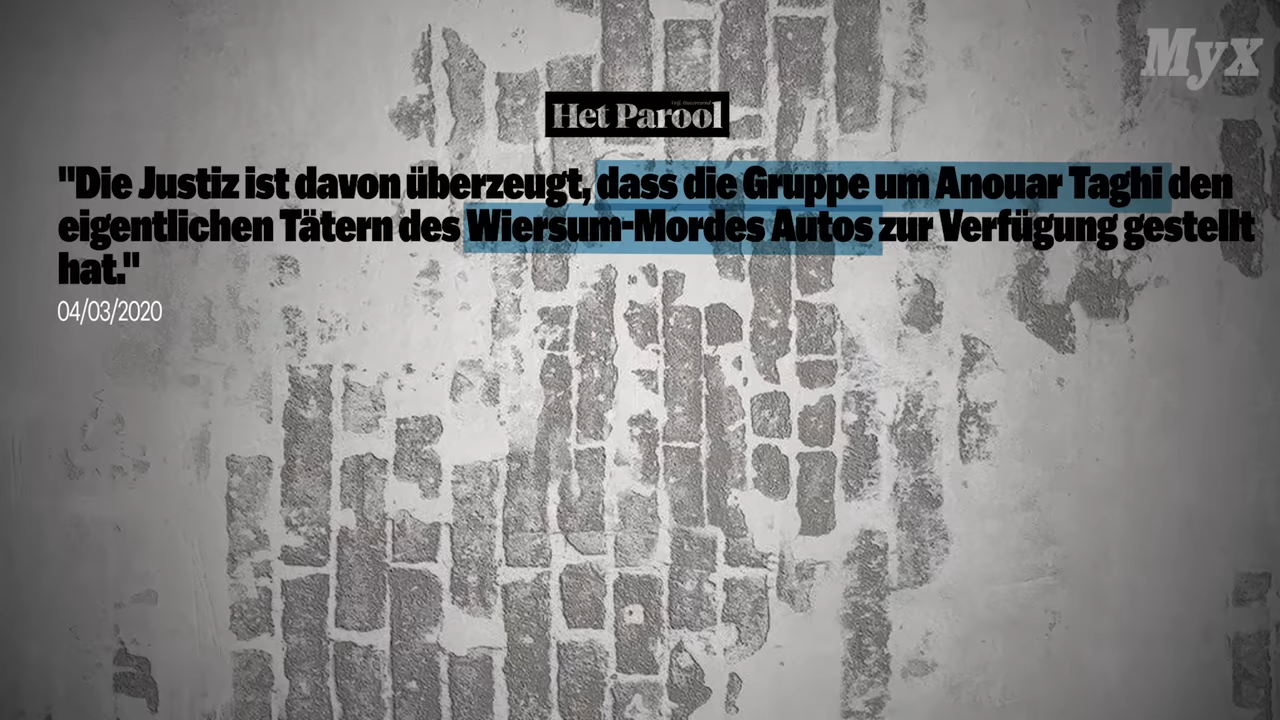 Myx
Het Parool
"Die Justiz ist davon überzeugt, dass die Gruppe um Anouar Taghi den
eigentlichen Tätern des Wiersum-Mordes Autos zur Verfügung gestellt
hat."
04/03/2020